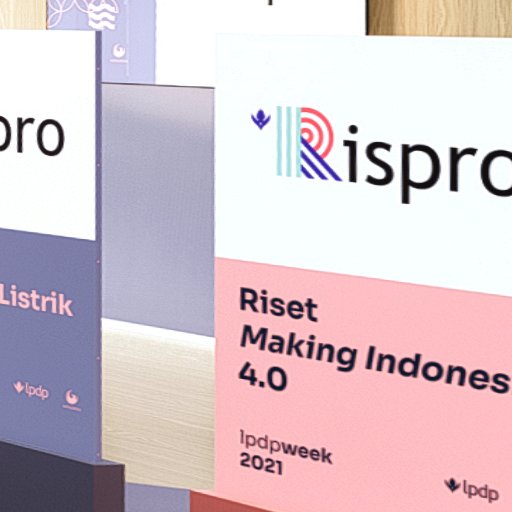 pro
Listrik
lpdp
Rispro
Riset
Making Indones
4.0
lpdpweek
2021
lpdp